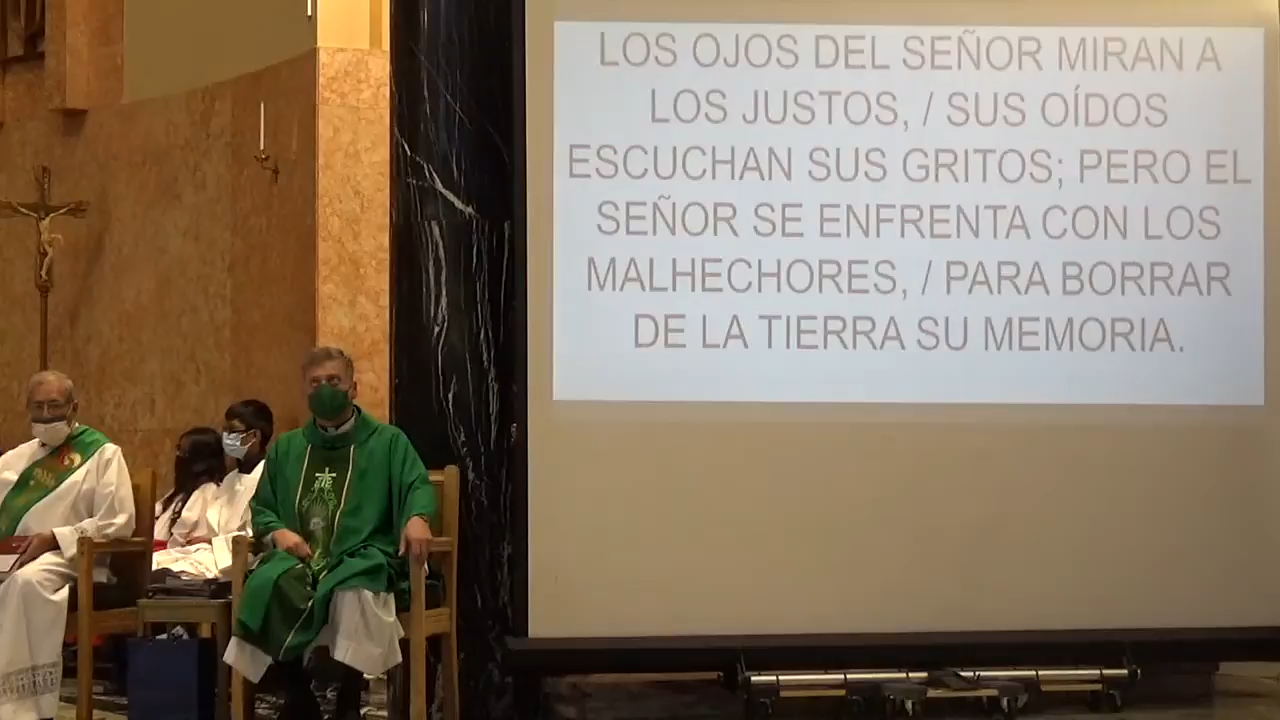 LOS OJOS DEL SEÑOR MIRAN A
LOS JUSTOS, / SUS OÍDOS
ESCUCHAN SUS GRITOS; PERO EL
SEÑOR SE ENFRENTA CON LOS
MALHECHORES, / PARA BORRAR
DE LA TIERRA SU MEMORIA.